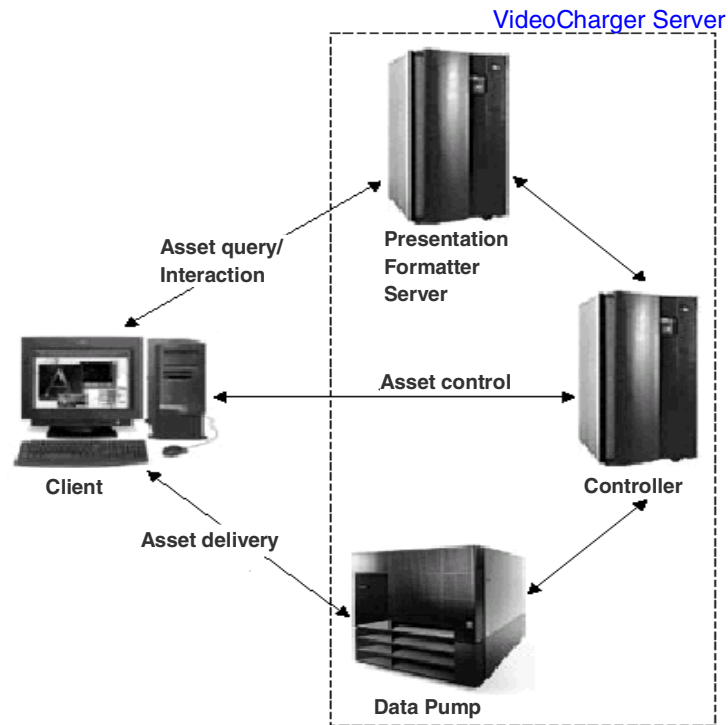 VideoCharger Server
Presentation
Formatter
Server
Asset query/
Interaction
Asset control
Client
Controller
Asset delivery
Data Pump